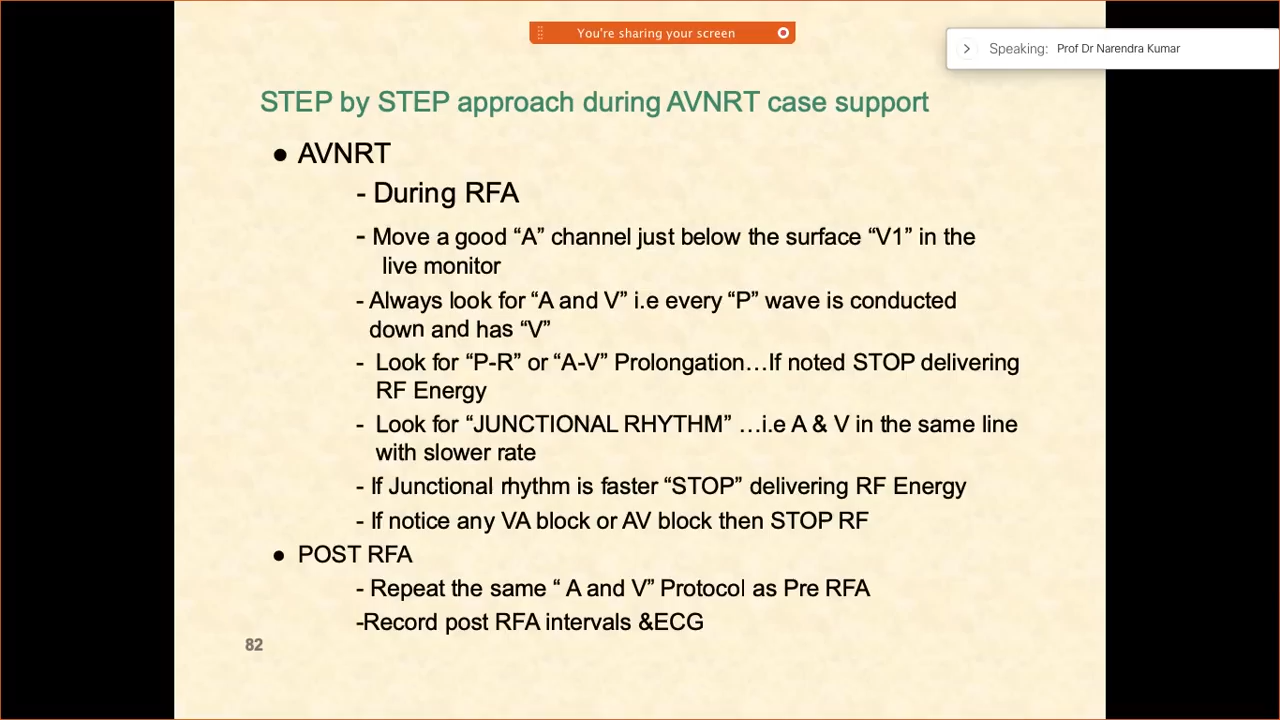 You're sharing your screen
Speaking: Prof Dr Narendra Kumar
STEP by STEP approach during AVNRT case support
● AVNRT
- During RFA
- Move a good “A” channel just below the surface “V1” in the
live monitor
- Always look for “A and V” i.e every “P” wave is conducted
down and has “V”
- Look for “P-R” or “A-V” Prolongation…If noted STOP delivering
RF Energy
- Look for “JUNCTIONAL RHYTHM” …i.e A & V in the same line
with slower rate
- If Junctional rhythm is faster “STOP” delivering RF Energy
- If notice any VA block or AV block then STOP RF
● POST RFA
- Repeat the same “ A and V” Protocol as Pre RFA
-Record post RFA intervals &ECG
82